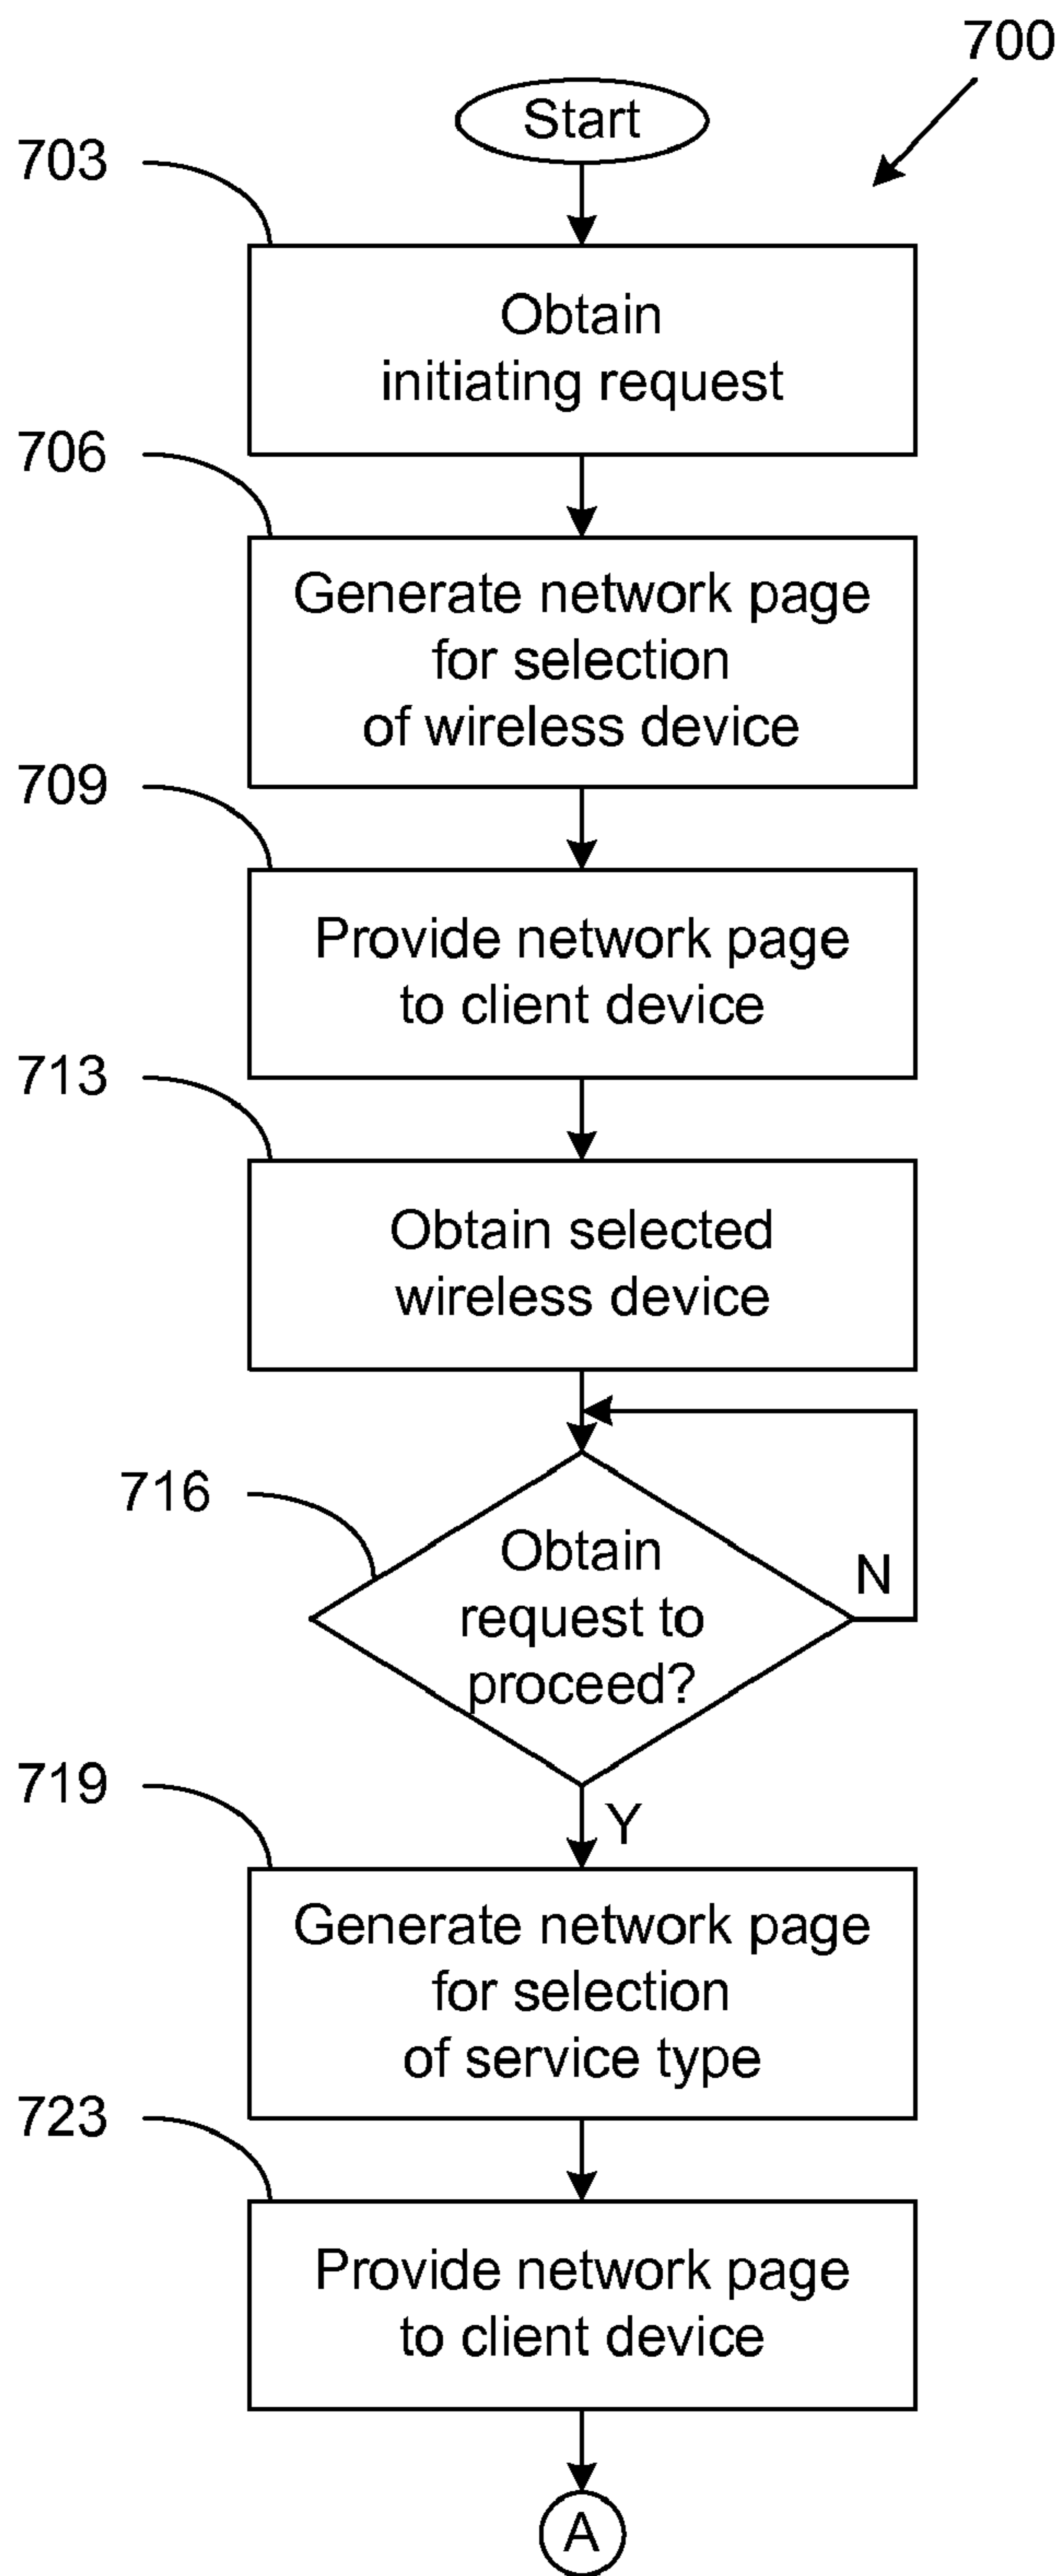 700
Start
703
Obtain
initiating request
706
Generate network page
for selection
of wireless device
709
Provide network page
to client device
713
Obtain selected
wireless device
716
Obtain
request to
proceed?
N
Y
719
Generate network page
for selection
of service type
723
Provide network page
to client device
A